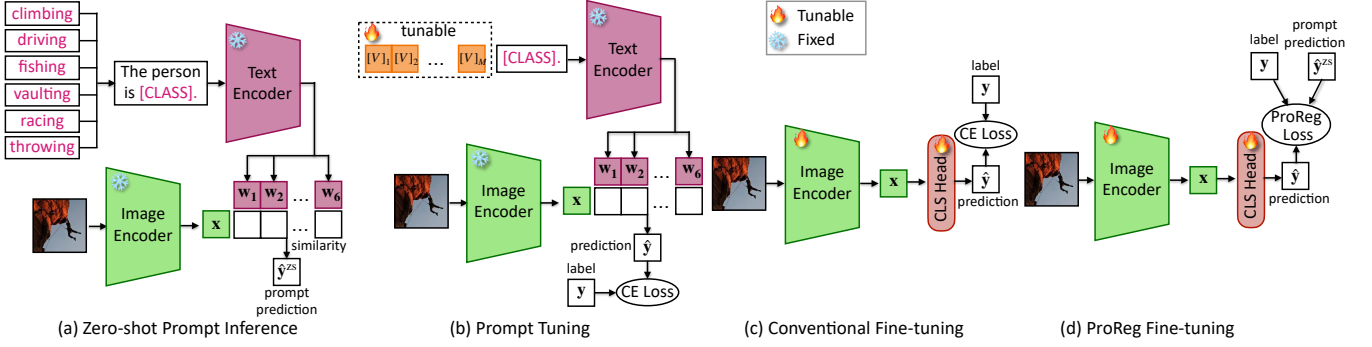 climbing
driving
fishing
vaulting
racing
throwing
The person
is [CLASS].
Text
Encoder
Image
Encoder
x
w₁ w₂ ... w₆
...
similarity
ŷᶻˢ
prompt
prediction
(a) Zero-shot Prompt Inference
tunable
[V]₁ [V]₂ ... [V]M
[CLASS].
Text
Encoder
Image
Encoder
x
w₁ w₂ ... w₆
...
prediction
ŷ
label
y
CE Loss
(b) Prompt Tuning
Tunable
Fixed
Image
Encoder
x
CLS Head
label
y
CE Loss
ŷ
prediction
(c) Conventional Fine-tuning
Image
Encoder
x
CLS Head
label
y
prompt
prediction
ŷᶻˢ
ProReg
Loss
ŷ
prediction
(d) ProReg Fine-tuning